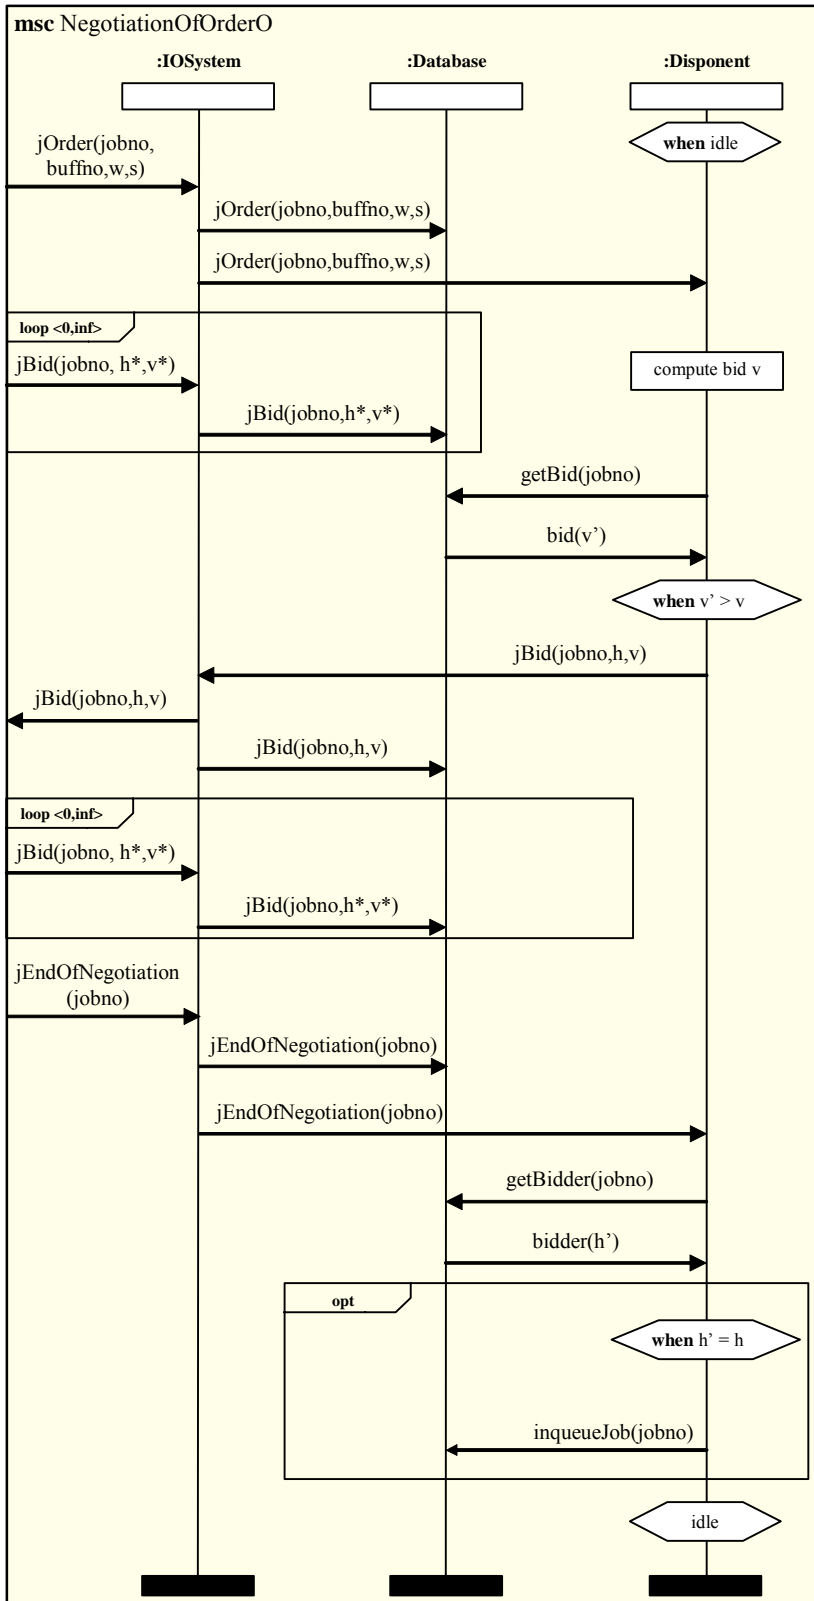 msc NegotiationOfOrderO
:IOSystem
:Database
:Disponent
when idle
jOrder(jobno,
buffno,w,s)
jOrder(jobno,buffno,w,s)
jOrder(jobno,buffno,w,s)
loop <0,inf>
jBid(jobno, h*,v*)
compute bid v
jBid(jobno,h*,v*)
getBid(jobno)
bid(v’)
when v’ > v
jBid(jobno,h,v)
jBid(jobno,h,v)
jBid(jobno,h,v)
loop <0,inf>
jBid(jobno, h*,v*)
jBid(jobno,h*,v*)
jEndOfNegotiation
(jobno)
jEndOfNegotiation(jobno)
jEndOfNegotiation(jobno)
getBidder(jobno)
bidder(h’)
opt
when h’ = h
inqueueJob(jobno)
idle